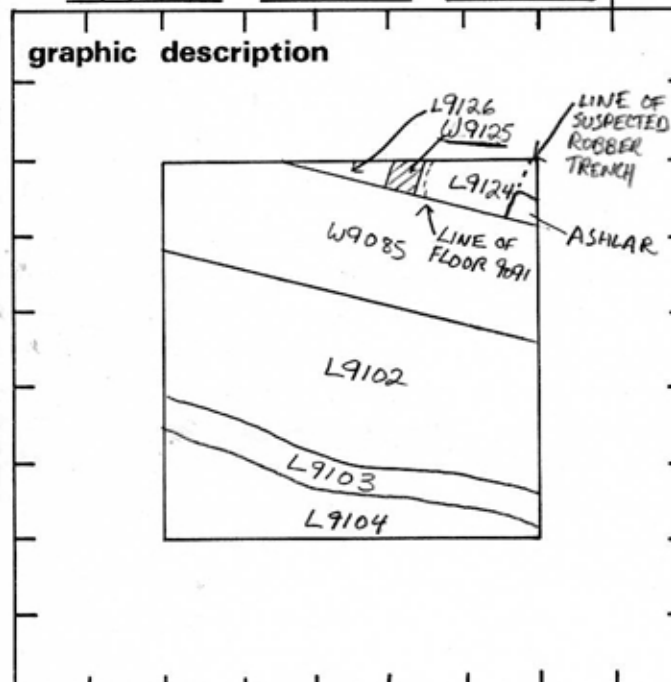 graphic description
L9126
W9125
LINE OF
SUSPECTED
ROBBER
TRENCH
L9124
ASHLAR
W9085
LINE OF
FLOOR 9091
L9102
L9103
L9104